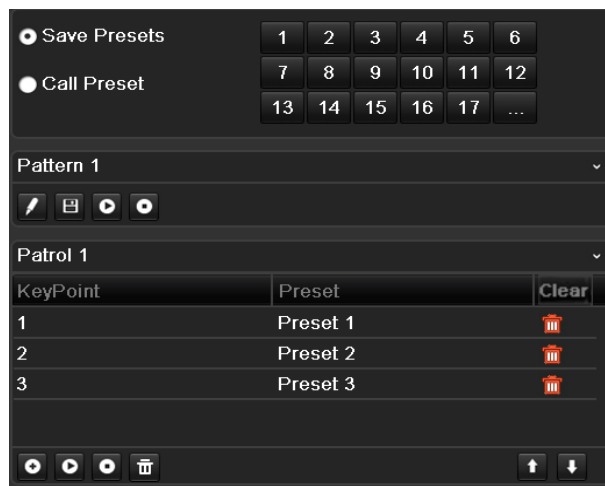 Save Presets
1 2 3 4 5 6
Call Preset
7 8 9 10 11 12
13 14 15 16 17 ...
Pattern 1
Patrol 1
KeyPoint Preset Clear
1 Preset 1
2 Preset 2
3 Preset 3